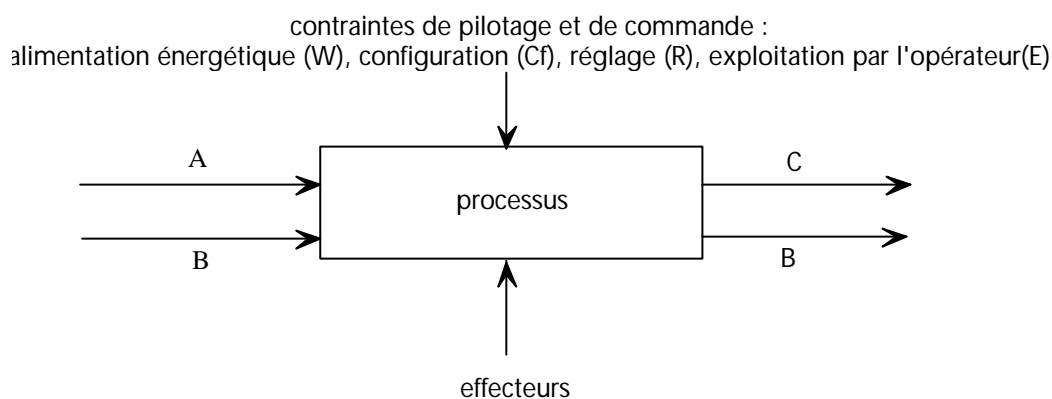 contraintes de pilotage et de commande :
alimentation énergétique (W), configuration (Cf), réglage (R), exploitation par l'opérateur(E)
A
C
processus
B
B
effecteurs